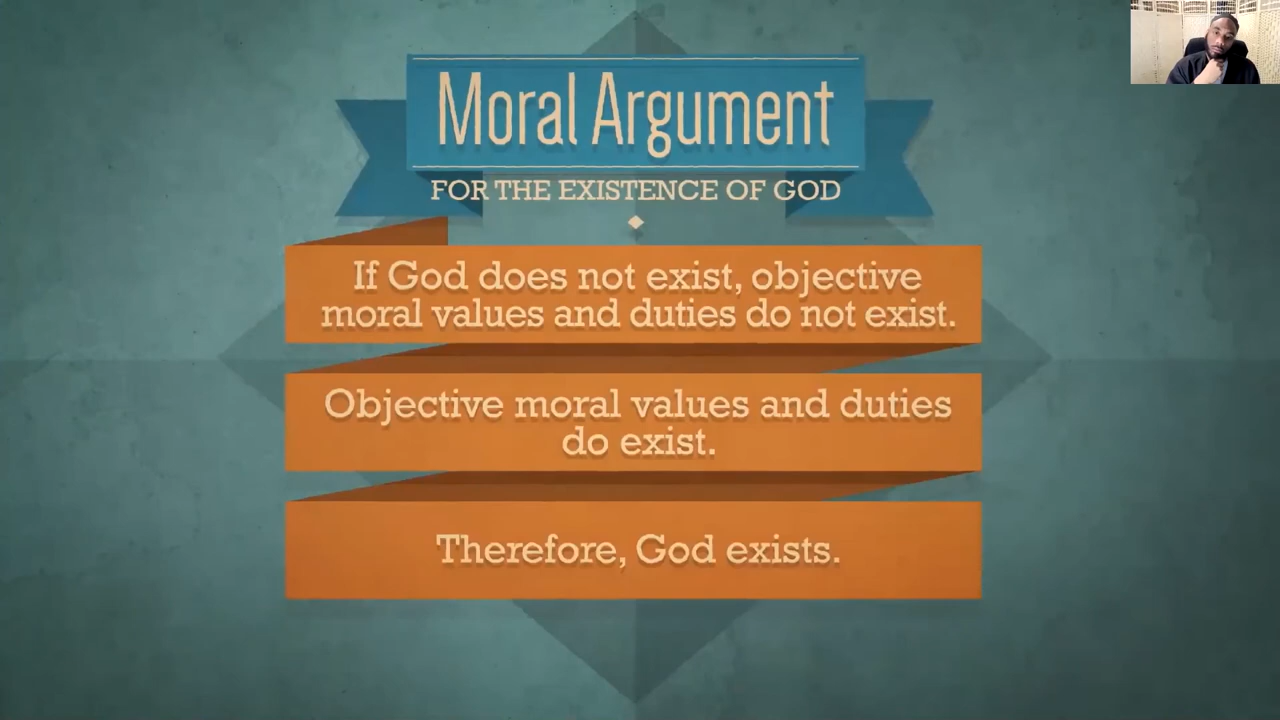 Moral Argument
FOR THE EXISTENCE OF GOD
If God does not exist, objective
moral values and duties do not exist.
Objective moral values and duties
do exist.
Therefore, God exists.